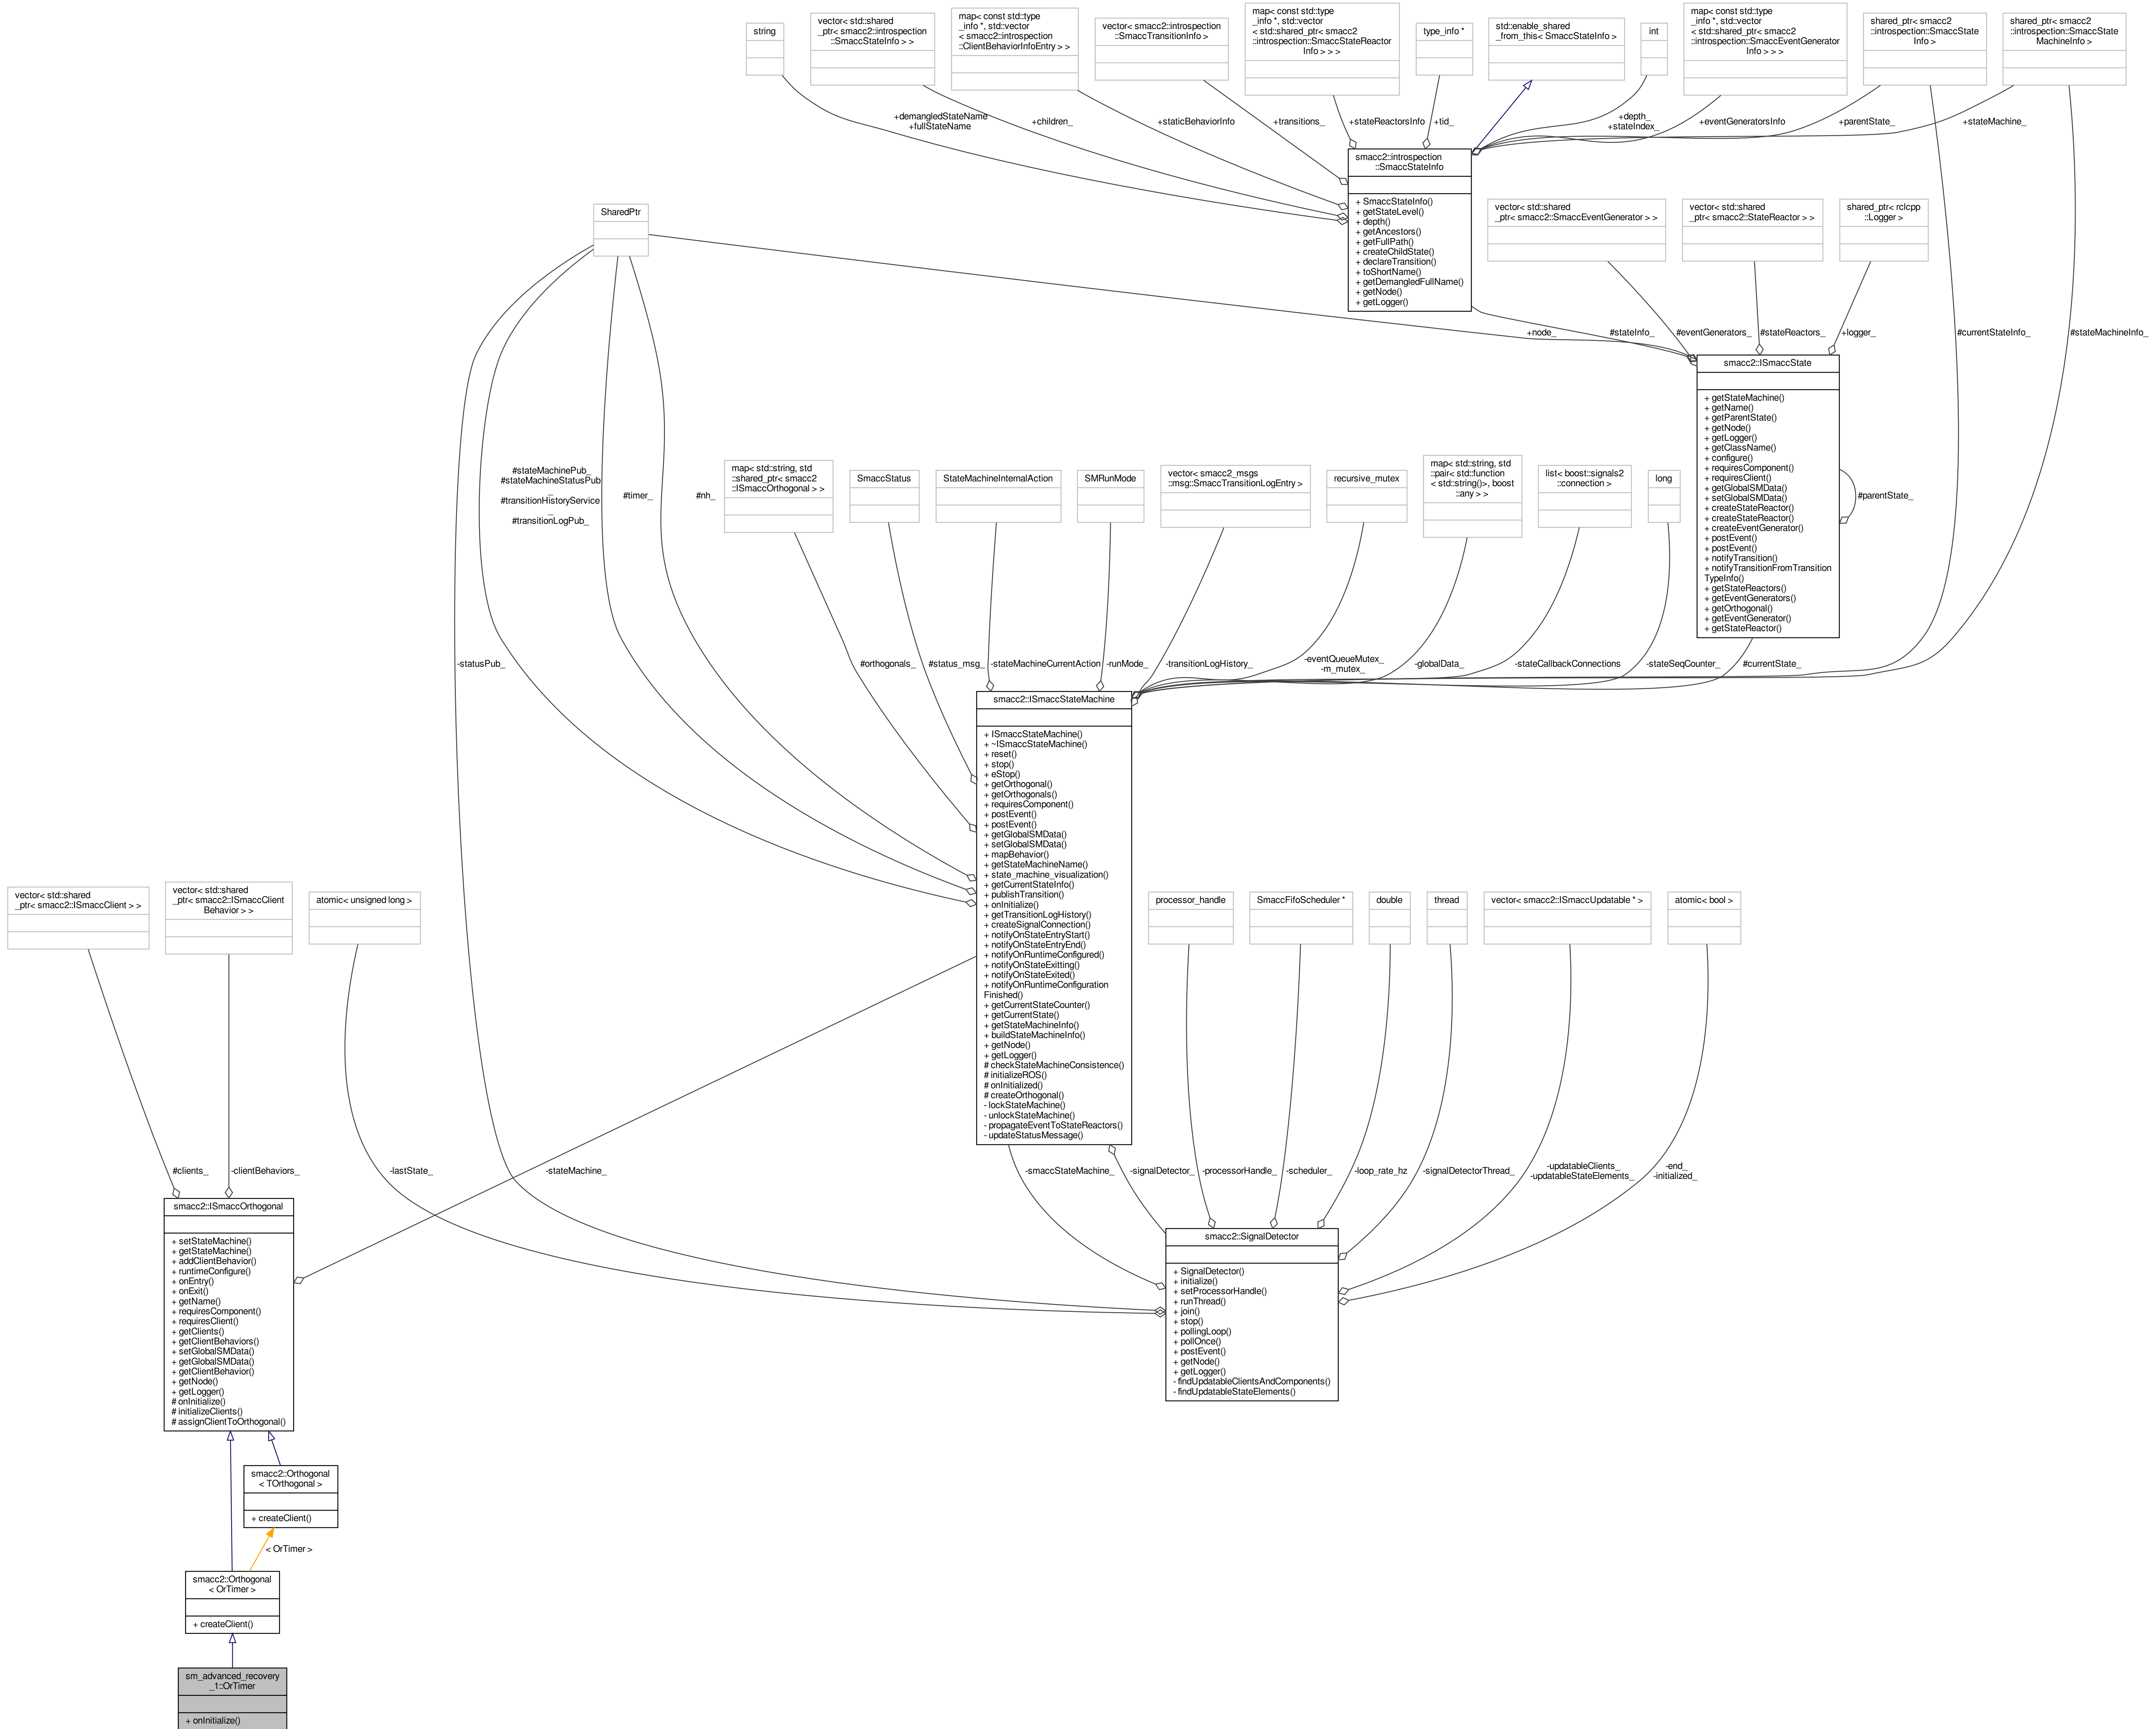 string
vector< std::shared
_ptr< smacc2::introspection
::SmaccStateInfo > >
map< const std::type
_info *, std::vector
< smacc2::introspection
::ClientBehaviorInfoEntry > >
vector< smacc2::introspection
::SmaccTransitionInfo >
map< const std::type
_info *, std::vector
< std::shared_ptr< smacc2
::introspection::SmaccStateReactor
Info > > >
type_info *
std::enable_shared
_from_this< SmaccStateInfo >
int
map< const std::type
_info *, std::vector
< std::shared_ptr< smacc2
::introspection::SmaccEventGenerator
Info > > >
shared_ptr< smacc2
::introspection::SmaccState
Info >
shared_ptr< smacc2
::introspection::SmaccState
MachineInfo >
+demangledStateName
+fullStateName
+children_
+staticBehaviorInfo
+transitions_
+stateReactorsInfo
+tid_
+depth_
+stateIndex_
+eventGeneratorsInfo
+parentState_
+stateMachine_
smacc2::introspection
::SmaccStateInfo
+ SmaccStateInfo()
+ getStateLevel()
+ depth()
+ getAncestors()
+ getFullPath()
+ createChildState()
+ declareTransition()
+ toShortName()
+ getDemangledFullName()
+ getNode()
+ getLogger()
SharedPtr
vector< std::shared
_ptr< smacc2::SmaccEventGenerator > >
vector< std::shared
_ptr< smacc2::StateReactor > >
shared_ptr< rclcpp
::Logger >
+node_
#stateInfo_
#eventGenerators_
#stateReactors_
+logger_
#currentStateInfo_
#stateMachineInfo_
smacc2::ISmaccState
+ getStateMachine()
+ getName()
+ getParentState()
+ getNode()
+ getLogger()
+ getClassName()
+ configure()
+ requiresComponent()
+ requiresClient()
+ getGlobalSMData()
+ setGlobalSMData()
+ createStateReactor()
+ createStateReactor()
+ createEventGenerator()
+ postEvent()
+ postEvent()
+ notifyTransition()
+ notifyTransitionFromTransition
TypeInfo()
+ getStateReactors()
+ getEventGenerators()
+ getOrthogonal()
+ getEventGenerator()
+ getStateReactor()
#parentState_
#stateMachinePub_
#stateMachineStatusPub
_
#transitionHistoryService
_
#transitionLogPub_
#timer_
#nh_
map< std::string, std
::shared_ptr< smacc2
::ISmaccOrthogonal > >
SmaccStatus
StateMachineInternalAction
SMRunMode
vector< smacc2_msgs
::msg::SmaccTransitionLogEntry >
recursive_mutex
map< std::string, std
::pair< std::function
< std::string()>, boost
::any > >
list< boost::signals2
::connection >
long
-statusPub_
#orthogonals_
#status_msg_
-stateMachineCurrentAction
-runMode_
-transitionLogHistory_
-eventQueueMutex_
-m_mutex_
-globalData_
-stateCallbackConnections
-stateSeqCounter_
#currentState_
smacc2::ISmaccStateMachine
+ ISmaccStateMachine()
+ ~ISmaccStateMachine()
+ reset()
+ stop()
+ eStop()
+ getOrthogonal()
+ getOrthogonals()
+ requiresComponent()
+ postEvent()
+ postEvent()
+ getGlobalSMData()
+ setGlobalSMData()
+ mapBehavior()
+ getStateMachineName()
+ state_machine_visualization()
+ getCurrentStateInfo()
+ publishTransition()
+ onInitialize()
+ getTransitionLogHistory()
+ createSignalConnection()
+ notifyOnStateEntryStart()
+ notifyOnStateEntryEnd()
+ notifyOnRuntimeConfigured()
+ notifyOnStateExitting()
+ notifyOnStateExited()
+ notifyOnRuntimeConfiguration
Finished()
+ getCurrentStateCounter()
+ getCurrentState()
+ getStateMachineInfo()
+ buildStateMachineInfo()
+ getNode()
+ getLogger()
# checkStateMachineConsistence()
# initializeROS()
# onInitialized()
# createOrthogonal()
- lockStateMachine()
- unlockStateMachine()
- propagateEventToStateReactors()
- updateStatusMessage()
vector< std::shared
_ptr< smacc2::ISmaccClient > >
vector< std::shared
_ptr< smacc2::ISmaccClient
Behavior > >
atomic< unsigned long >
processor_handle
SmaccFifoScheduler *
double
thread
vector< smacc2::ISmaccUpdatable * >
atomic< bool >
#clients_
-clientBehaviors_
-lastState_
-stateMachine_
-smaccStateMachine_
-signalDetector_
-processorHandle_
-scheduler_
-loop_rate_hz
-signalDetectorThread_
-updatableClients_
-updatableStateElements_
-end_
-initialized_
smacc2::ISmaccOrthogonal
+ setStateMachine()
+ getStateMachine()
+ addClientBehavior()
+ runtimeConfigure()
+ onEntry()
+ onExit()
+ getName()
+ requiresComponent()
+ requiresClient()
+ getClients()
+ getClientBehaviors()
+ setGlobalSMData()
+ getGlobalSMData()
+ getClientBehavior()
+ getNode()
+ getLogger()
# onInitialize()
# initializeClients()
# assignClientToOrthogonal()
smacc2::SignalDetector
+ SignalDetector()
+ initialize()
+ setProcessorHandle()
+ runThread()
+ join()
+ stop()
+ pollingLoop()
+ pollOnce()
+ postEvent()
+ getNode()
+ getLogger()
- findUpdatableClientsAndComponents()
- findUpdatableStateElements()
smacc2::Orthogonal
< TOrthogonal >
+ createClient()
< OrTimer >
smacc2::Orthogonal
< OrTimer >
+ createClient()
sm_advanced_recovery
_1::OrTimer
+ onInitialize()